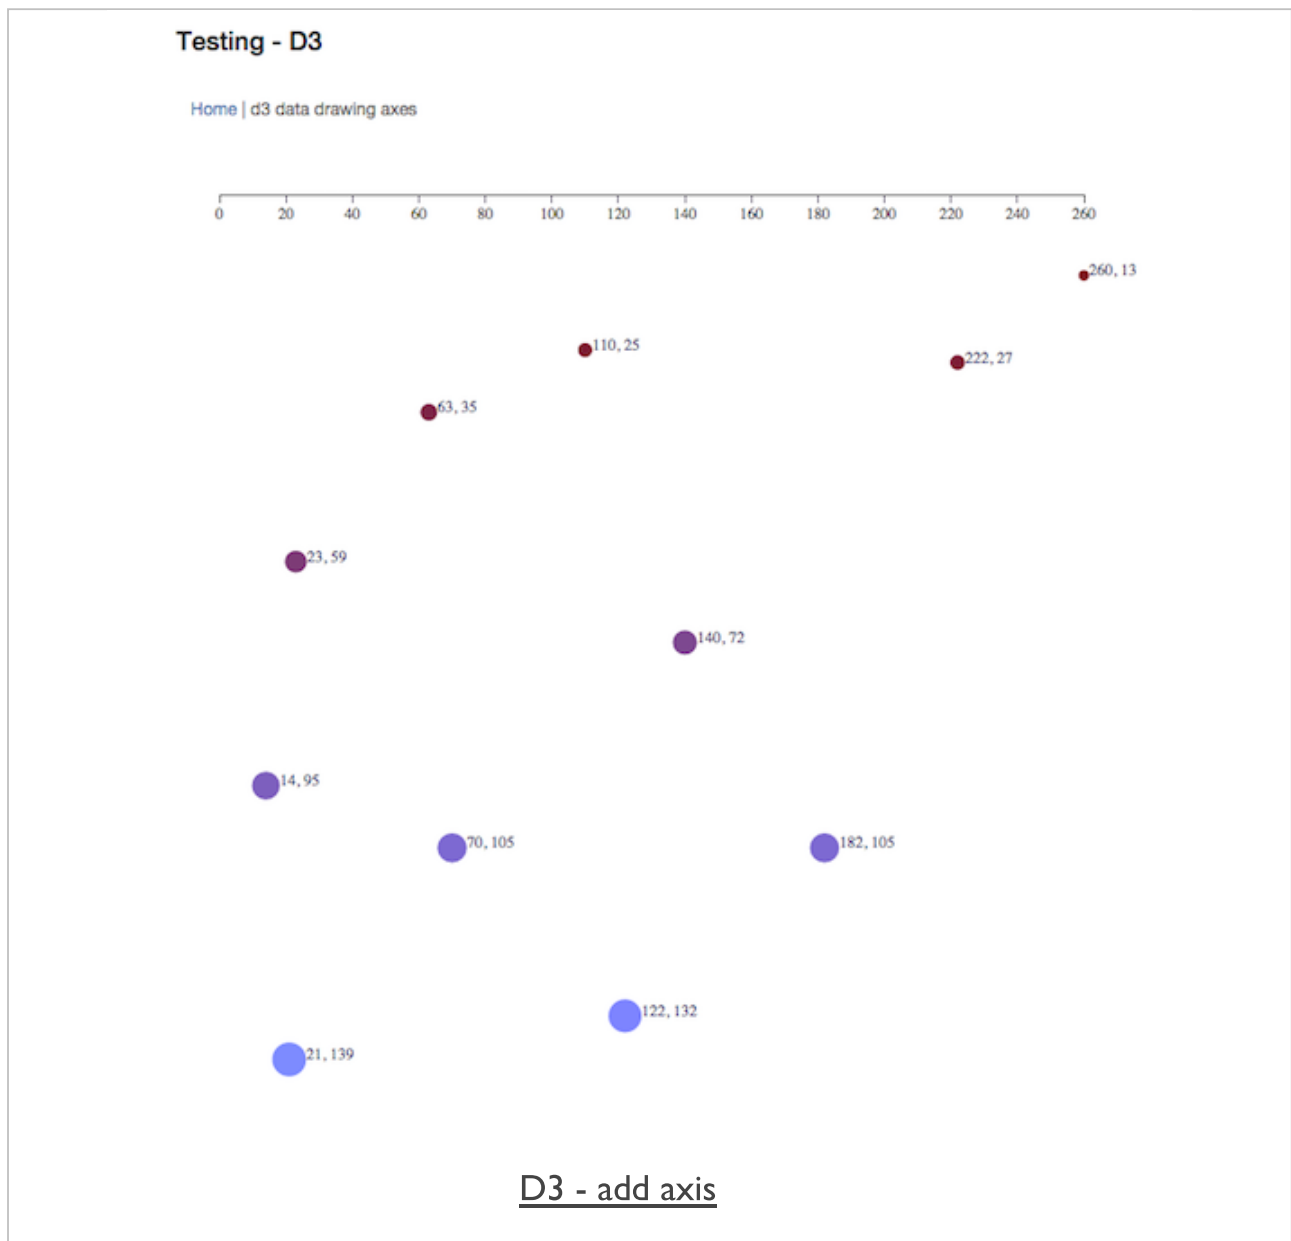 Testing - D3
Home | d3 data drawing axes
0 20 40 60 80 100 120 140 160 180 200 220 240 260
260, 13
110, 25
222, 27
63, 35
23, 59
140, 72
14, 95
70, 105
182, 105
122, 132
21, 139
D3 - add axis